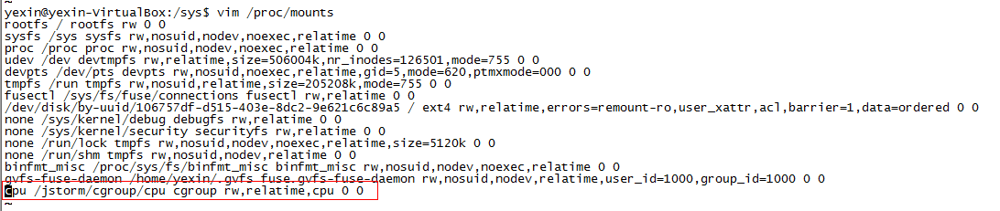 ~
yexin@yexin-VirtualBox:/sys$ vim /proc/mounts
rootfs / rootfs rw 0 0
sysfs /sys sysfs rw,nosuid,nodev,noexec,relatime 0 0
proc /proc proc rw,nosuid,nodev,noexec,relatime 0 0
udev /dev devtmpfs rw,relatime,size=506004k,nr_inodes=126501,mode=755 0 0
devpts /dev/pts devpts rw,nosuid,noexec,relatime,gid=5,mode=620,ptmxmode=000 0 0
tmpfs /run tmpfs rw,nosuid,relatime,size=205208k,mode=755 0 0
fusectl /sys/fs/fuse/connections fusectl rw,relatime 0 0
/dev/disk/by-uuid/106757df-d515-403e-8dc2-9e621c6c89a5 / ext4 rw,relatime,errors=remount-ro,user_xattr,acl,barrier=1,data=ordered 0 0
none /sys/kernel/debug debugfs rw,relatime 0 0
none /sys/kernel/security securityfs rw,relatime 0 0
none /run/lock tmpfs rw,nosuid,nodev,noexec,relatime,size=5120k 0 0
none /run/shm tmpfs rw,nosuid,nodev,relatime 0 0
binfmt_misc /proc/sys/fs/binfmt_misc binfmt_misc rw,nosuid,nodev,noexec,relatime 0 0
gvfs-fuse-daemon /home/yexin/.gvfs fuse.gvfs-fuse-daemon rw,nosuid,nodev,relatime,user_id=1000,group_id=1000 0 0
cpu /jstorm/cgroup/cpu cgroup rw,relatime,cpu 0 0
~